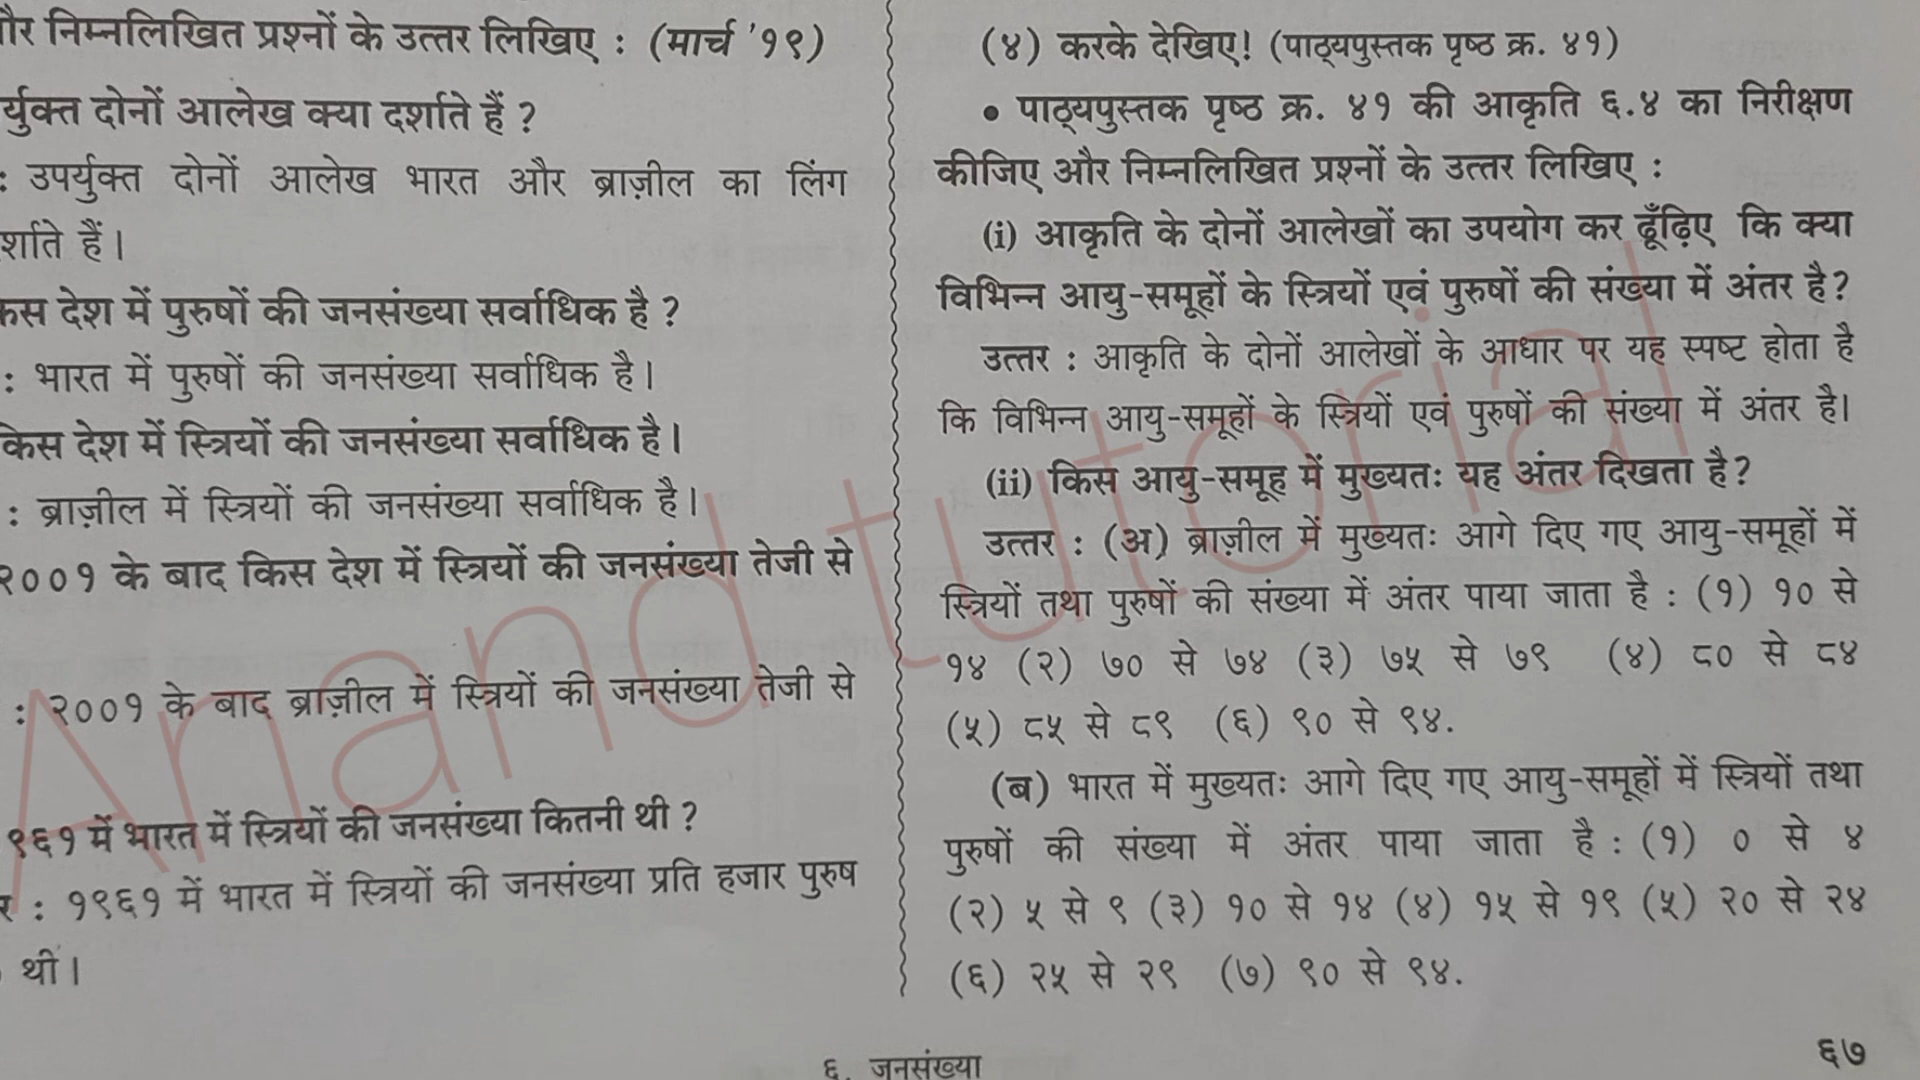 और निम्नलिखित प्रश्नों के उत्तर लिखिए : (मार्च '१९)
र्युक्त दोनों आलेख क्या दर्शाते हैं ?
: उपर्युक्त दोनों आलेख भारत और ब्राज़ील का लिंग
र्शाते हैं।
कस देश में पुरुषों की जनसंख्या सर्वाधिक है ?
: भारत में पुरुषों की जनसंख्या सर्वाधिक है।
केस देश में स्त्रियों की जनसंख्या सर्वाधिक है।
: ब्राज़ील में स्त्रियों की जनसंख्या सर्वाधिक है।
२००१ के बाद किस देश में स्त्रियों की जनसंख्या तेजी से
: २००१ के बाद ब्राज़ील में स्त्रियों की जनसंख्या तेजी से
९६१ में भारत में स्त्रियों की जनसंख्या कितनी थी ?
र : १९६१ में भारत में स्त्रियों की जनसंख्या प्रति हजार पुरुष
थी।
(४) करके देखिए! (पाठ्यपुस्तक पृष्ठ क्र. ४१)
• पाठ्यपुस्तक पृष्ठ क्र. ४१ की आकृति ६.४ का निरीक्षण
कीजिए और निम्नलिखित प्रश्नों के उत्तर लिखिए :
(i) आकृति के दोनों आलेखों का उपयोग कर ढूँढ़िए कि क्या
विभिन्न आयु-समूहों के स्त्रियों एवं पुरुषों की संख्या में अंतर है?
उत्तर : आकृति के दोनों आलेखों के आधार पर यह स्पष्ट होता है
कि विभिन्न आयु-समूहों के स्त्रियों एवं पुरुषों की संख्या में अंतर है।
(ii) किस आयु-समूह में मुख्यतः यह अंतर दिखता है?
उत्तर : (अ) ब्राज़ील में मुख्यतः आगे दिए गए आयु-समूहों में
स्त्रियों तथा पुरुषों की संख्या में अंतर पाया जाता है : (१) १० से
१४ (२) ७० से ७४ (३) ७५ से ७९ (४) ८० से ८४
(५) ८५ से ८९ (६) ९० से ९४.
(ब) भारत में मुख्यतः आगे दिए गए आयु-समूहों में स्त्रियों तथा
पुरुषों की संख्या में अंतर पाया जाता है : (१) ० से ४
(२) ५ से ९ (३) १० से १४ (४) १५ से १९ (५) २० से २४
(६) २५ से २९ (७) ९० से ९४.
६. जनसंख्या
६७
Anand tutorial